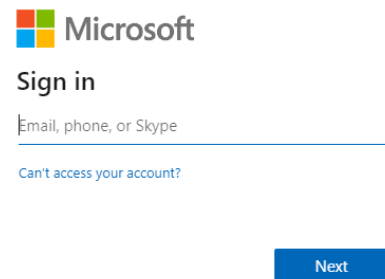 Microsoft
Sign in
Email, phone, or Skype
Can't access your account?
Next